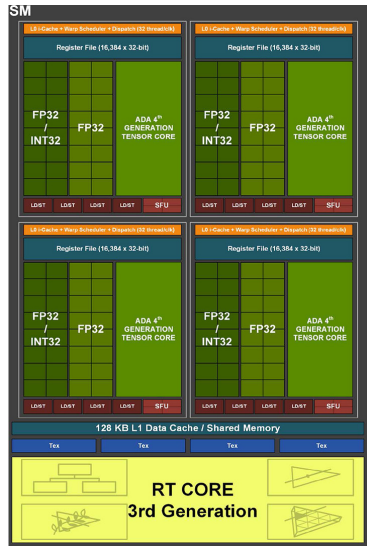 SM
L0 i-Cache + Warp Scheduler + Dispatch (32 thread/clk)
Register File (16,384 x 32-bit)
FP32
/
INT32
FP32
ADA 4th
GENERATION
TENSOR CORE
LD/ST LD/ST LD/ST LD/ST SFU
L0 i-Cache + Warp Scheduler + Dispatch (32 thread/clk)
Register File (16,384 x 32-bit)
FP32
/
INT32
FP32
ADA 4th
GENERATION
TENSOR CORE
LD/ST LD/ST LD/ST LD/ST SFU
L0 i-Cache + Warp Scheduler + Dispatch (32 thread/clk)
Register File (16,384 x 32-bit)
FP32
/
INT32
FP32
ADA 4th
GENERATION
TENSOR CORE
LD/ST LD/ST LD/ST LD/ST SFU
L0 i-Cache + Warp Scheduler + Dispatch (32 thread/clk)
Register File (16,384 x 32-bit)
FP32
/
INT32
FP32
ADA 4th
GENERATION
TENSOR CORE
LD/ST LD/ST LD/ST LD/ST SFU
128 KB L1 Data Cache / Shared Memory
Tex Tex Tex Tex
RT CORE
3rd Generation